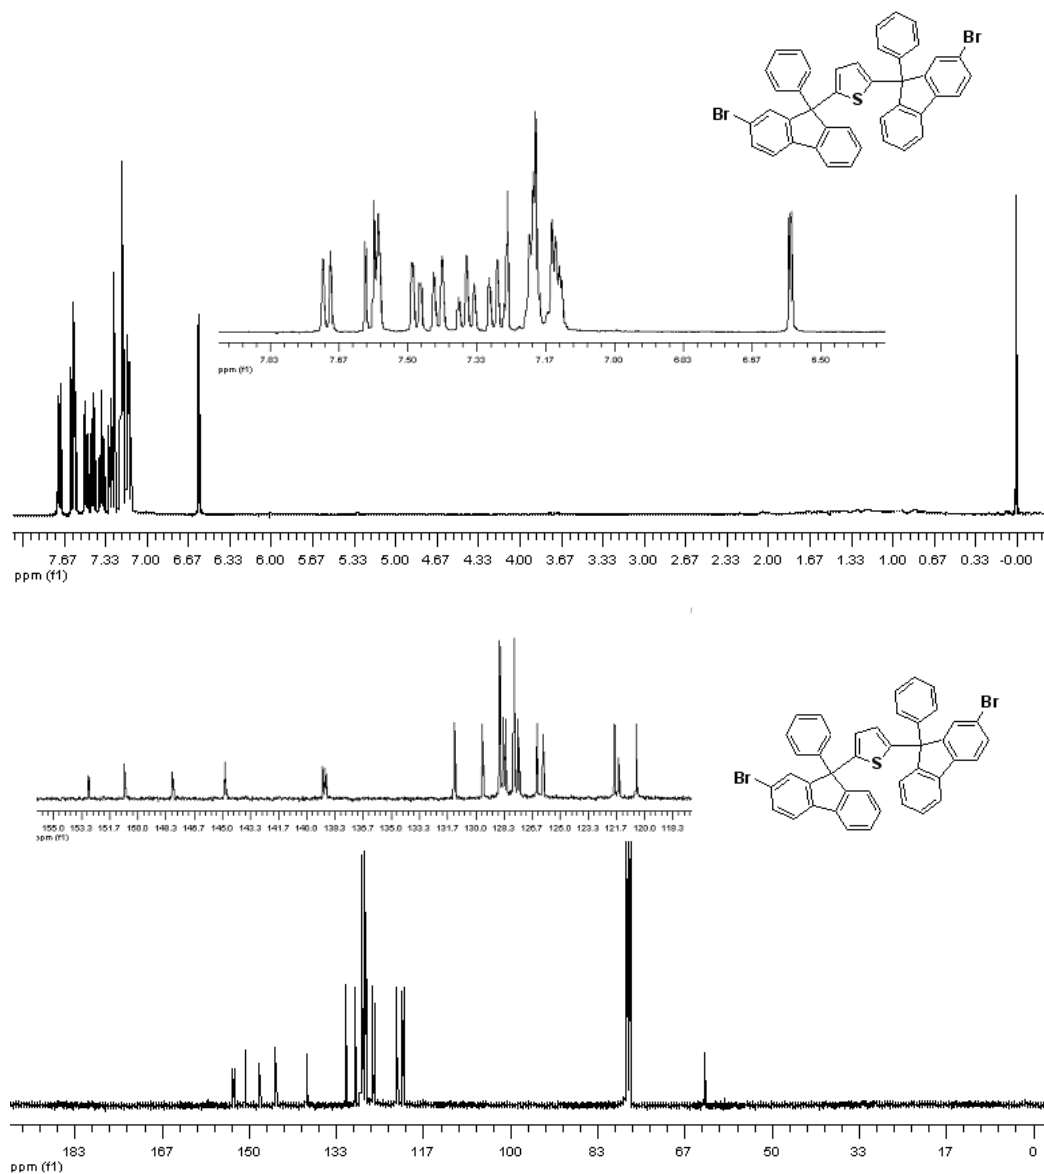 Br
S
Br
7.83 7.67 7.50 7.33 7.17 7.00 6.83 6.67 6.50
ppm (f1)
7.67 7.33 7.00 6.67 6.33 6.00 5.67 5.33 5.00 4.67 4.33 4.00 3.67 3.33 3.00 2.67 2.33 2.00 1.67 1.33 1.00 0.67 0.33 -0.00
ppm (f1)
Br
S
Br
155.0 153.3 151.7 150.0 148.3 146.7 145.0 143.3 141.7 140.0 138.3 136.7 135.0 133.3 131.7 130.0 128.3 126.7 125.0 123.3 121.7 120.0 118.3
ppm (f1)
183 167 150 133 117 100 83 67 50 33 17 0
ppm (f1)